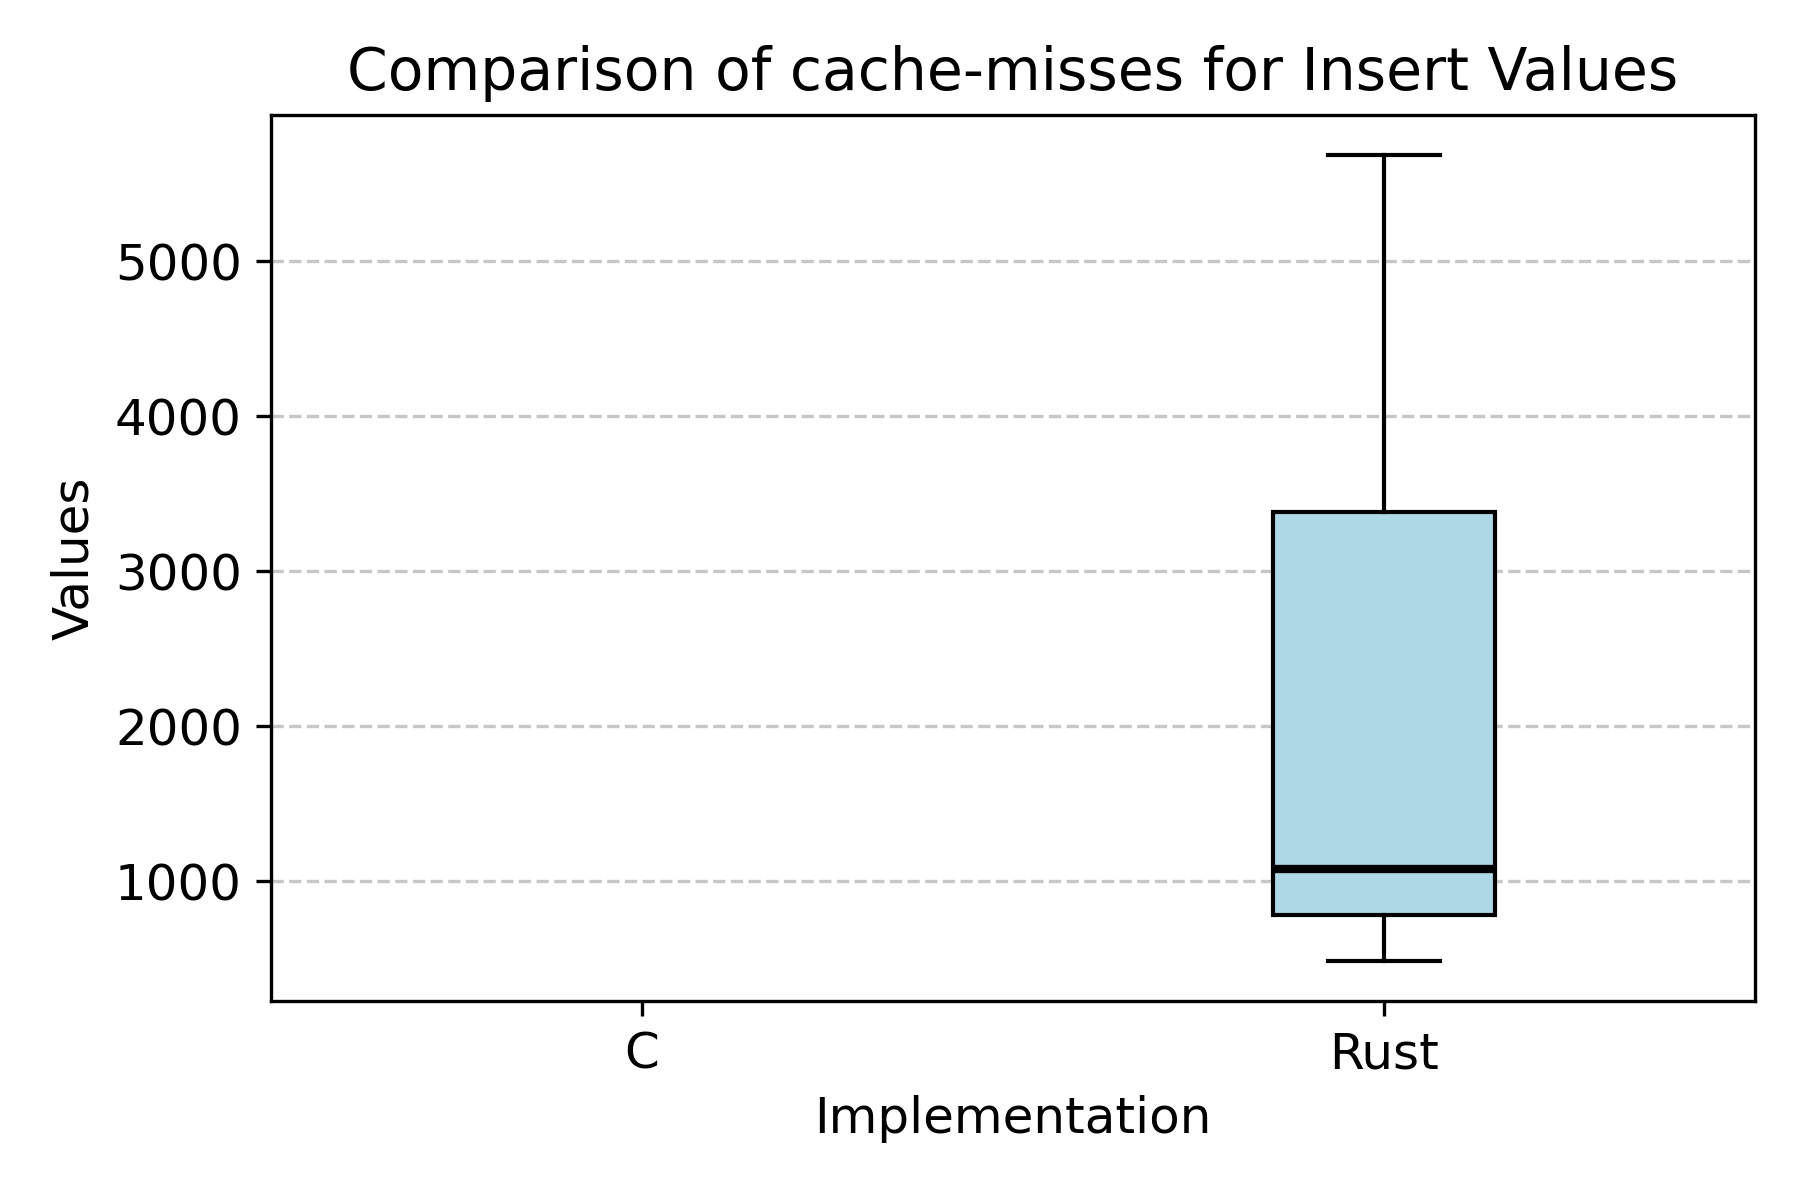 Comparison of cache-misses for Insert Values
Values
5000
4000
3000
2000
1000
C
Rust
Implementation